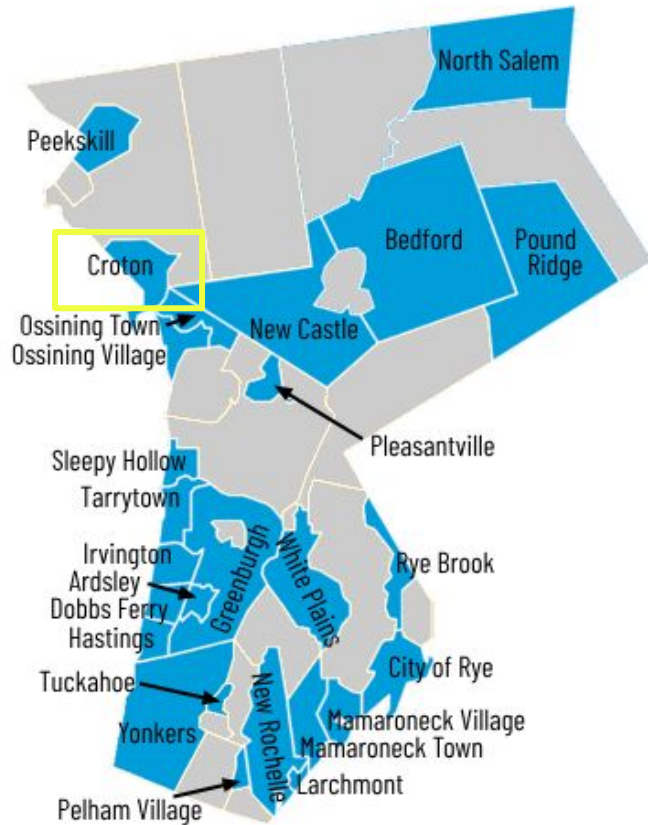 North Salem
Peekskill
Bedford
Pound
Ridge
Croton
Ossining Town
Ossining Village
New Castle
Pleasantville
Sleepy Hollow
Tarrytown
Irvington
Ardsley
Dobbs Ferry
Hastings
Greenburgh
White Plains
Rye Brook
City of Rye
Tuckahoe
Yonkers
New Rochelle
Mamaroneck Village
Mamaroneck Town
Larchmont
Pelham Village